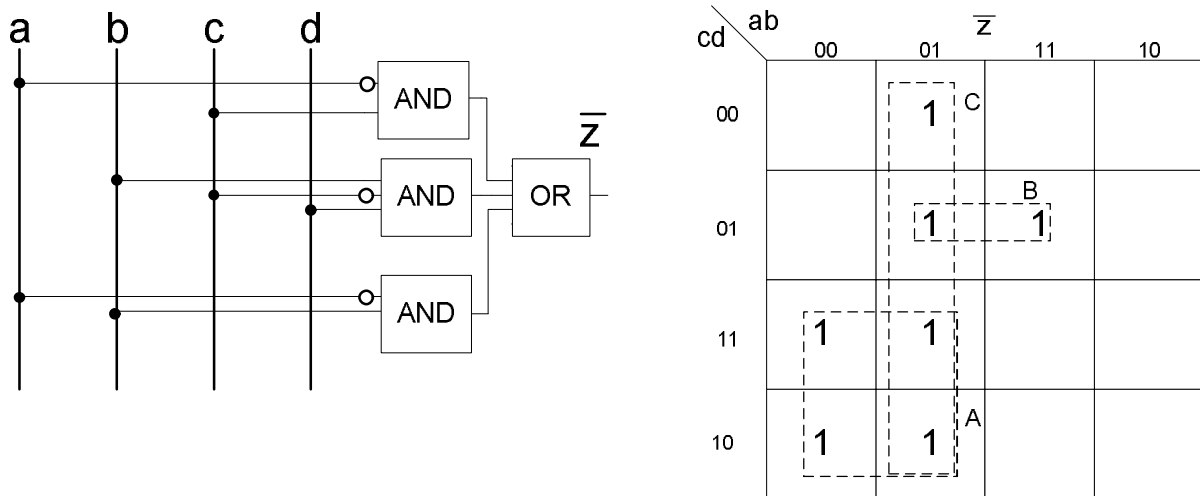 a b c d
AND
AND
AND
OR
z̅
ab
cd
z̅
00 01 11 10
00 1 C
01 1 1 B
11 1 1
10 1 1 A